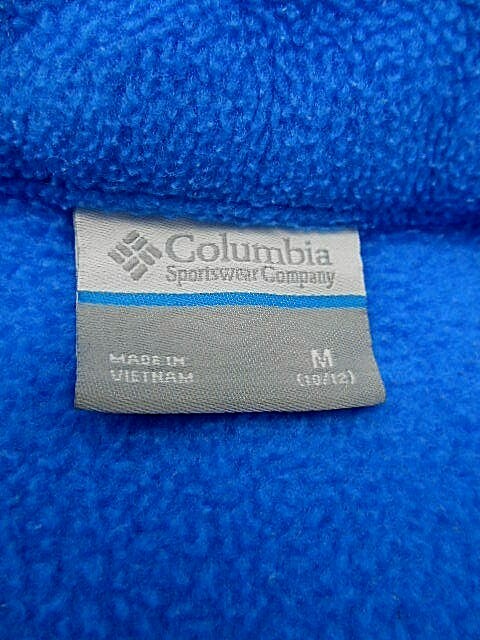 Columbia
Sportswear Company
MADE IN
VIETNAM
M
(10/12)